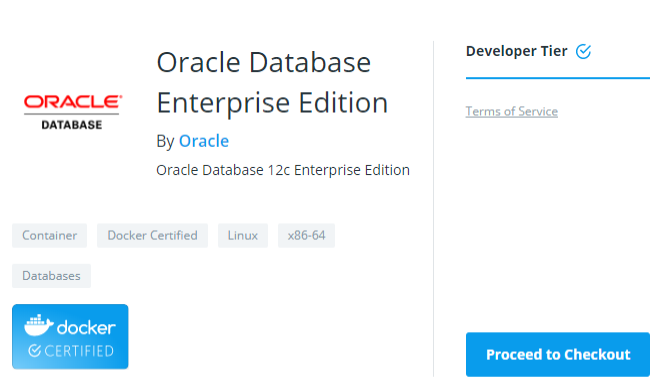 ORACLE®
DATABASE
Oracle Database
Enterprise Edition
By Oracle
Oracle Database 12c Enterprise Edition
Container
Docker Certified
Linux
x86-64
Databases
docker
CERTIFIED
Developer Tier
Terms of Service
Proceed to Checkout